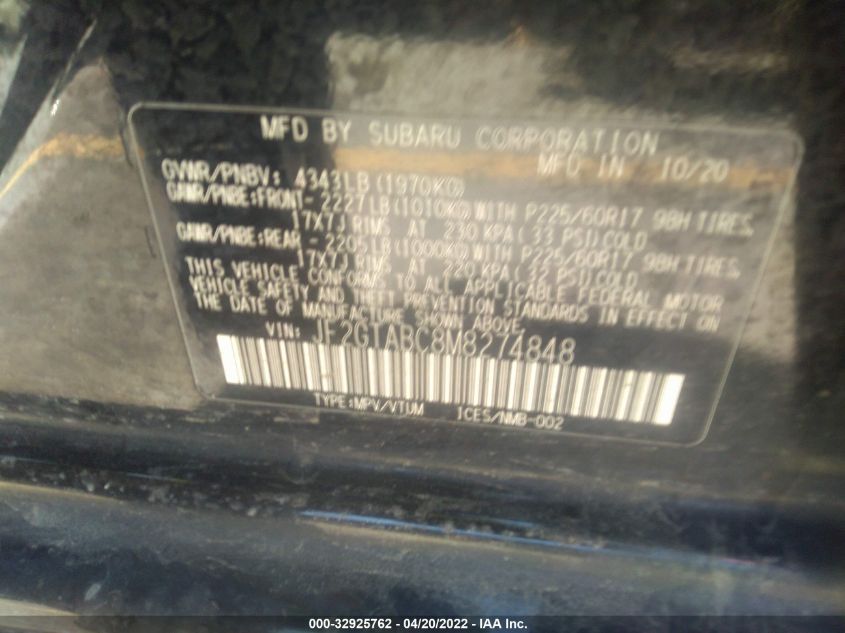 MFD BY SUBARU CORPORATION
MFD IN 10/20
GVWR/PNBV: 4343LB(1970KG)
GAWR/PNBE:FRONT- 2227LB(1010KG)WITH P225/60R17 98H TIRES,
17X7J RIMS AT 230 KPA( 33 PSI)COLD
GAWR/PNBE:REAR - 2205LB(1000KG)WITH P225/60R17 98H TIRES,
17X7J RIMS AT 220 KPA( 32 PSI)COLD
THIS VEHICLE CONFORMS TO ALL APPLICABLE FEDERAL MOTOR
VEHICLE SAFETY AND THEFT PREVENTION STANDARDS IN EFFECT ON
THE DATE OF MANUFACTURE SHOWN ABOVE.
VIN: JF2GTABC8M8274848
TYPE:MPV/VTUM ICES/NMB-002
000-32925762 - 04/20/2022 - IAA, Inc.